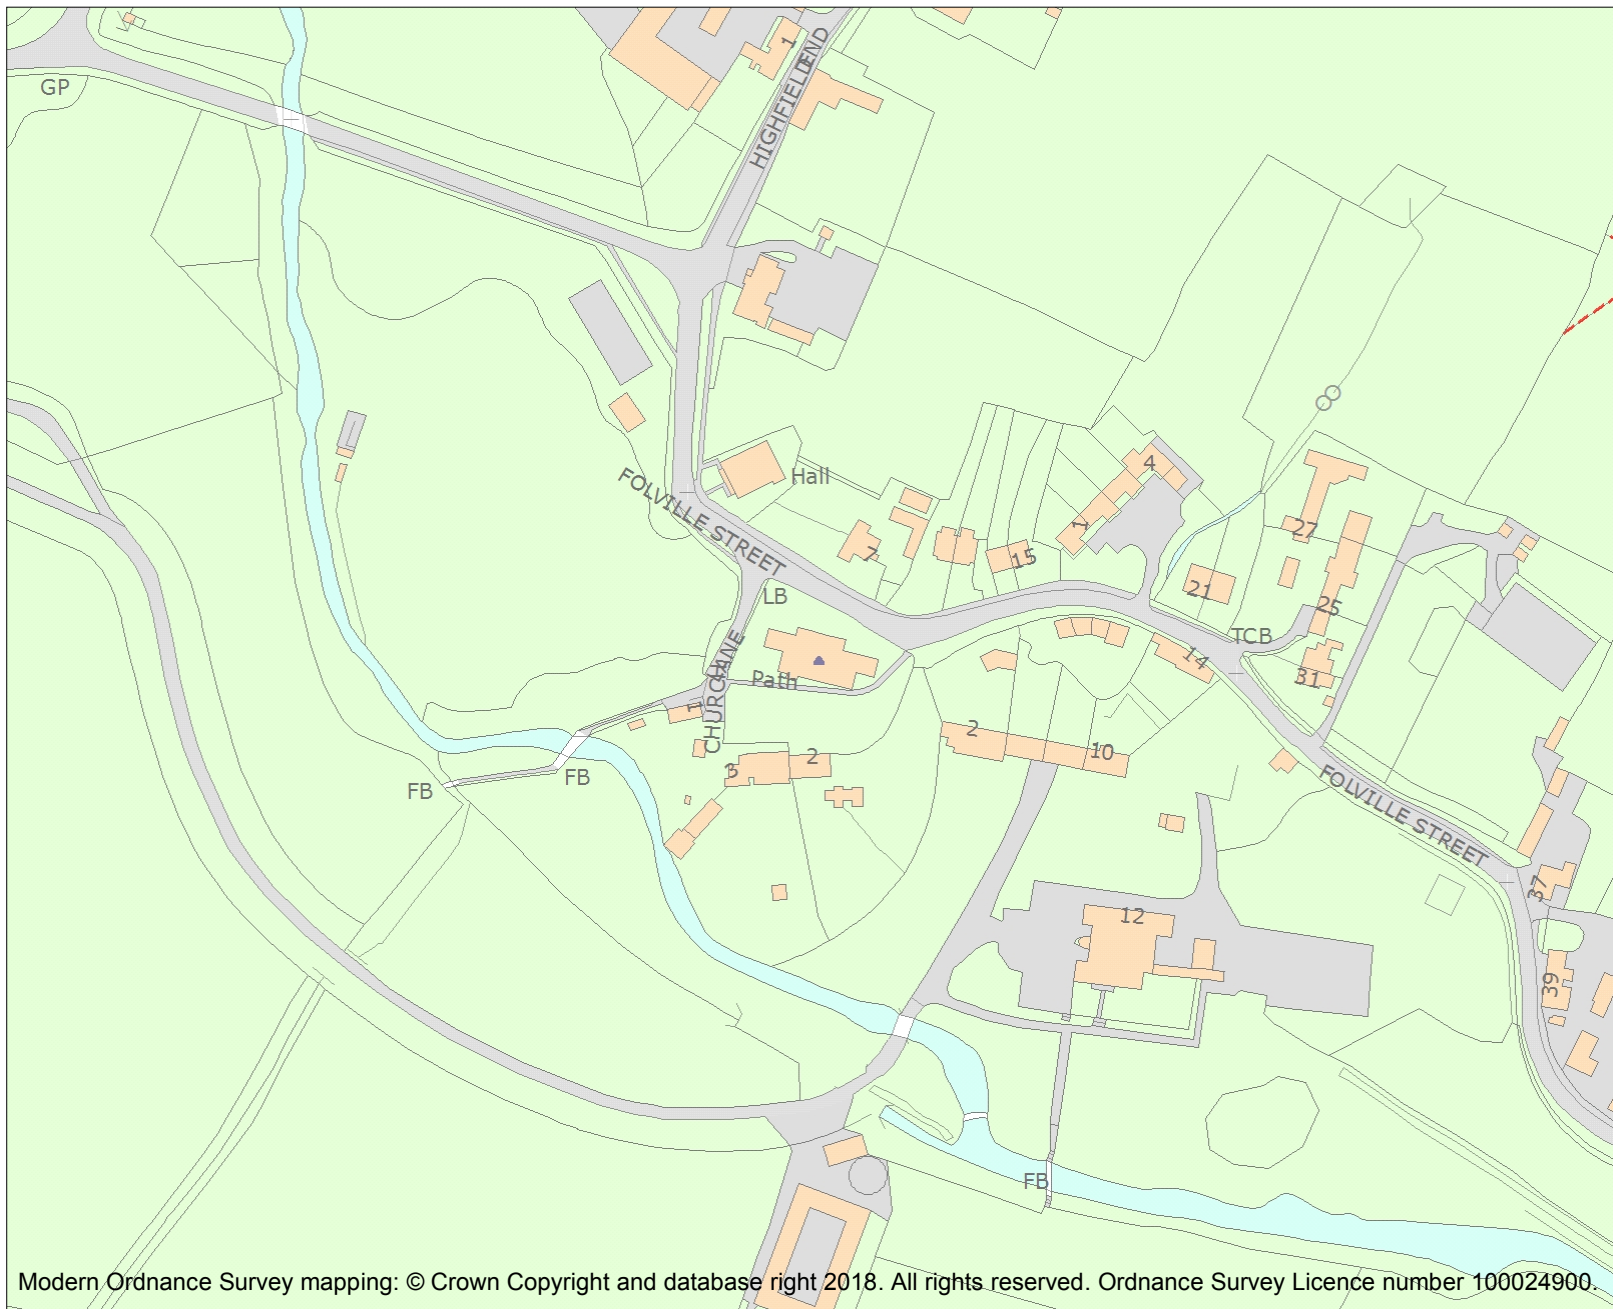 1
HIGHFIELD END
GP
FOLVILLE STREET
Hall
4
1
7
15
27
21
25
LB
TCB
CHURCH LANE
Path
14
31
1
2
10
3
2
FB
FB
FOLVILLE STREET
37
12
39
FB
Modern Ordnance Survey mapping: © Crown Copyright and database right 2018. All rights reserved. Ordnance Survey Licence number 100024900.